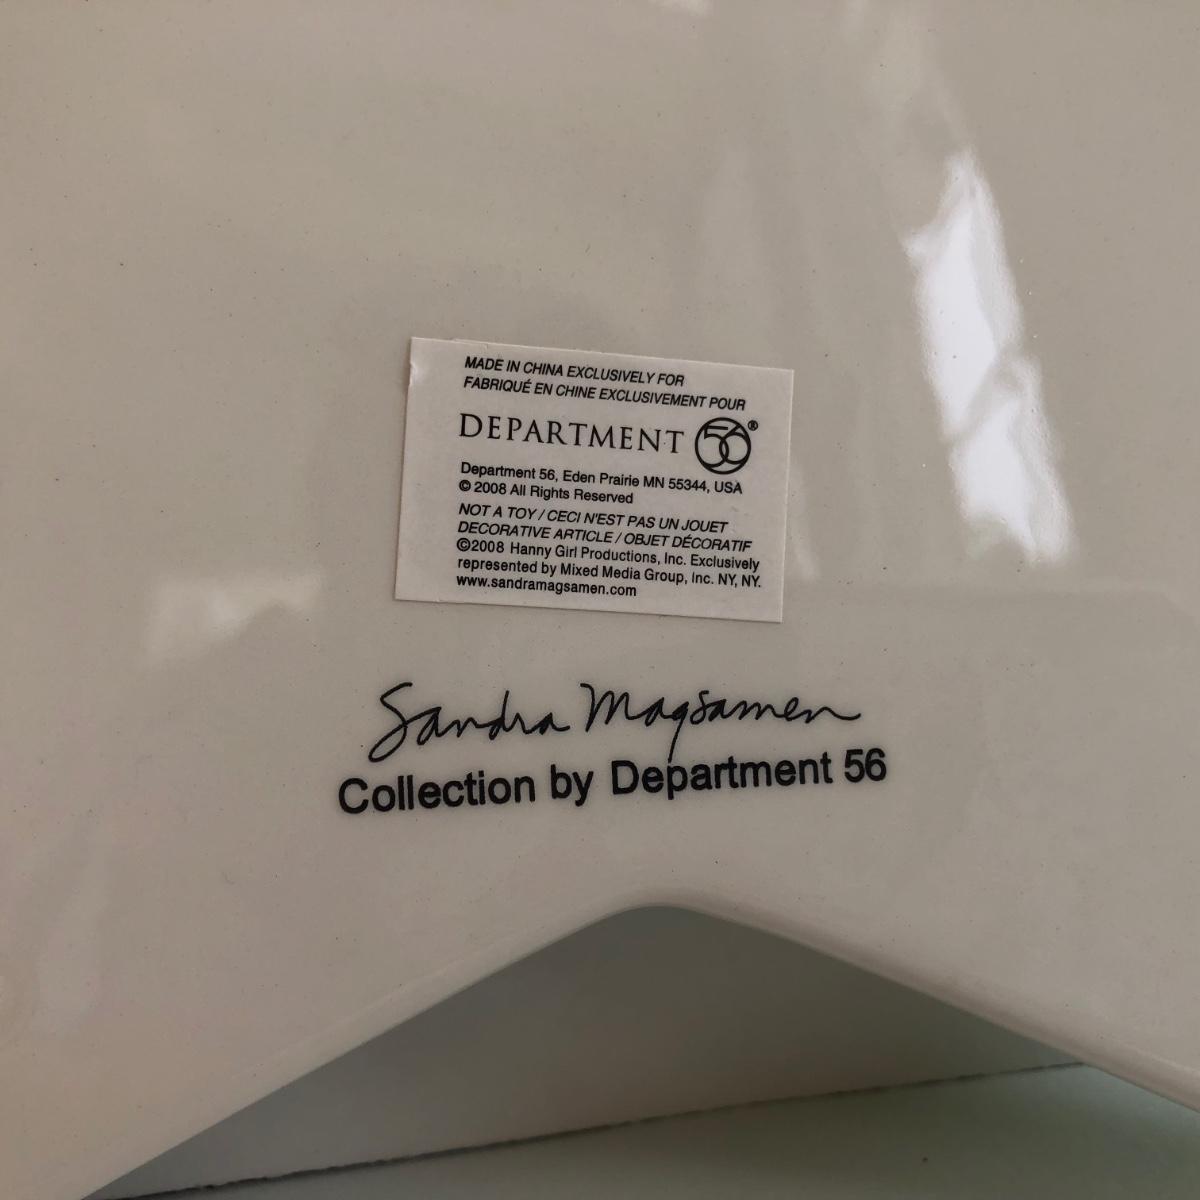 MADE IN CHINA EXCLUSIVELY FOR
FABRIQUÉ EN CHINE EXCLUSIVEMENT POUR
DEPARTMENT 56®
Department 56, Eden Prairie MN 55344, USA
© 2008 All Rights Reserved
NOT A TOY / CECI N'EST PAS UN JOUET
DECORATIVE ARTICLE / OBJET DÉCORATIF
©2008 Hanny Girl Productions, Inc. Exclusively
represented by Mixed Media Group, Inc. NY, NY.
www.sandramagsamen.com
Sandra Magsamen
Collection by Department 56